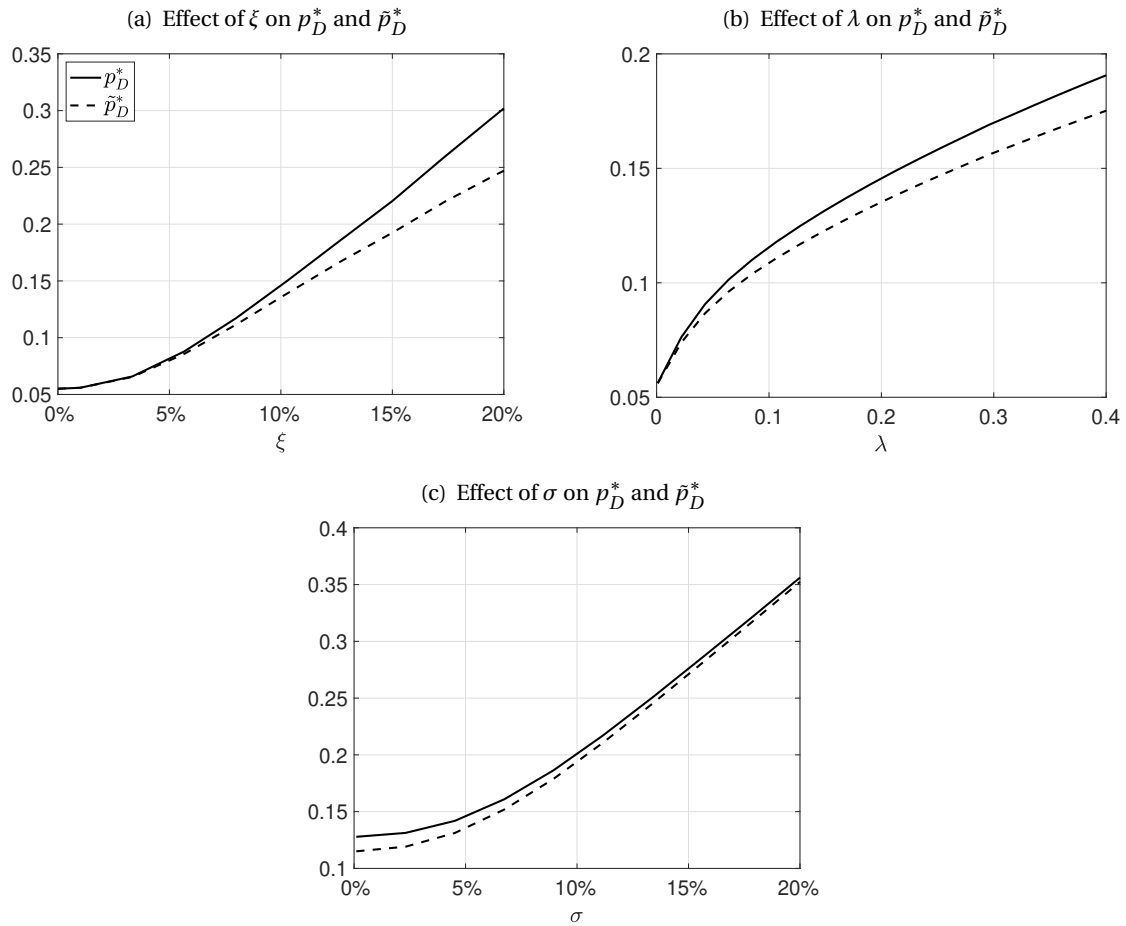 (a) Effect of ξ on p*_D and p̃*_D
0.35
0.3
0.25
0.2
0.15
0.1
0.05
p*_D
p̃*_D
0% 5% 10% 15% 20%
ξ
(b) Effect of λ on p*_D and p̃*_D
0.2
0.15
0.1
0.05
0 0.1 0.2 0.3 0.4
λ
(c) Effect of σ on p*_D and p̃*_D
0.4
0.35
0.3
0.25
0.2
0.15
0.1
0% 5% 10% 15% 20%
σ